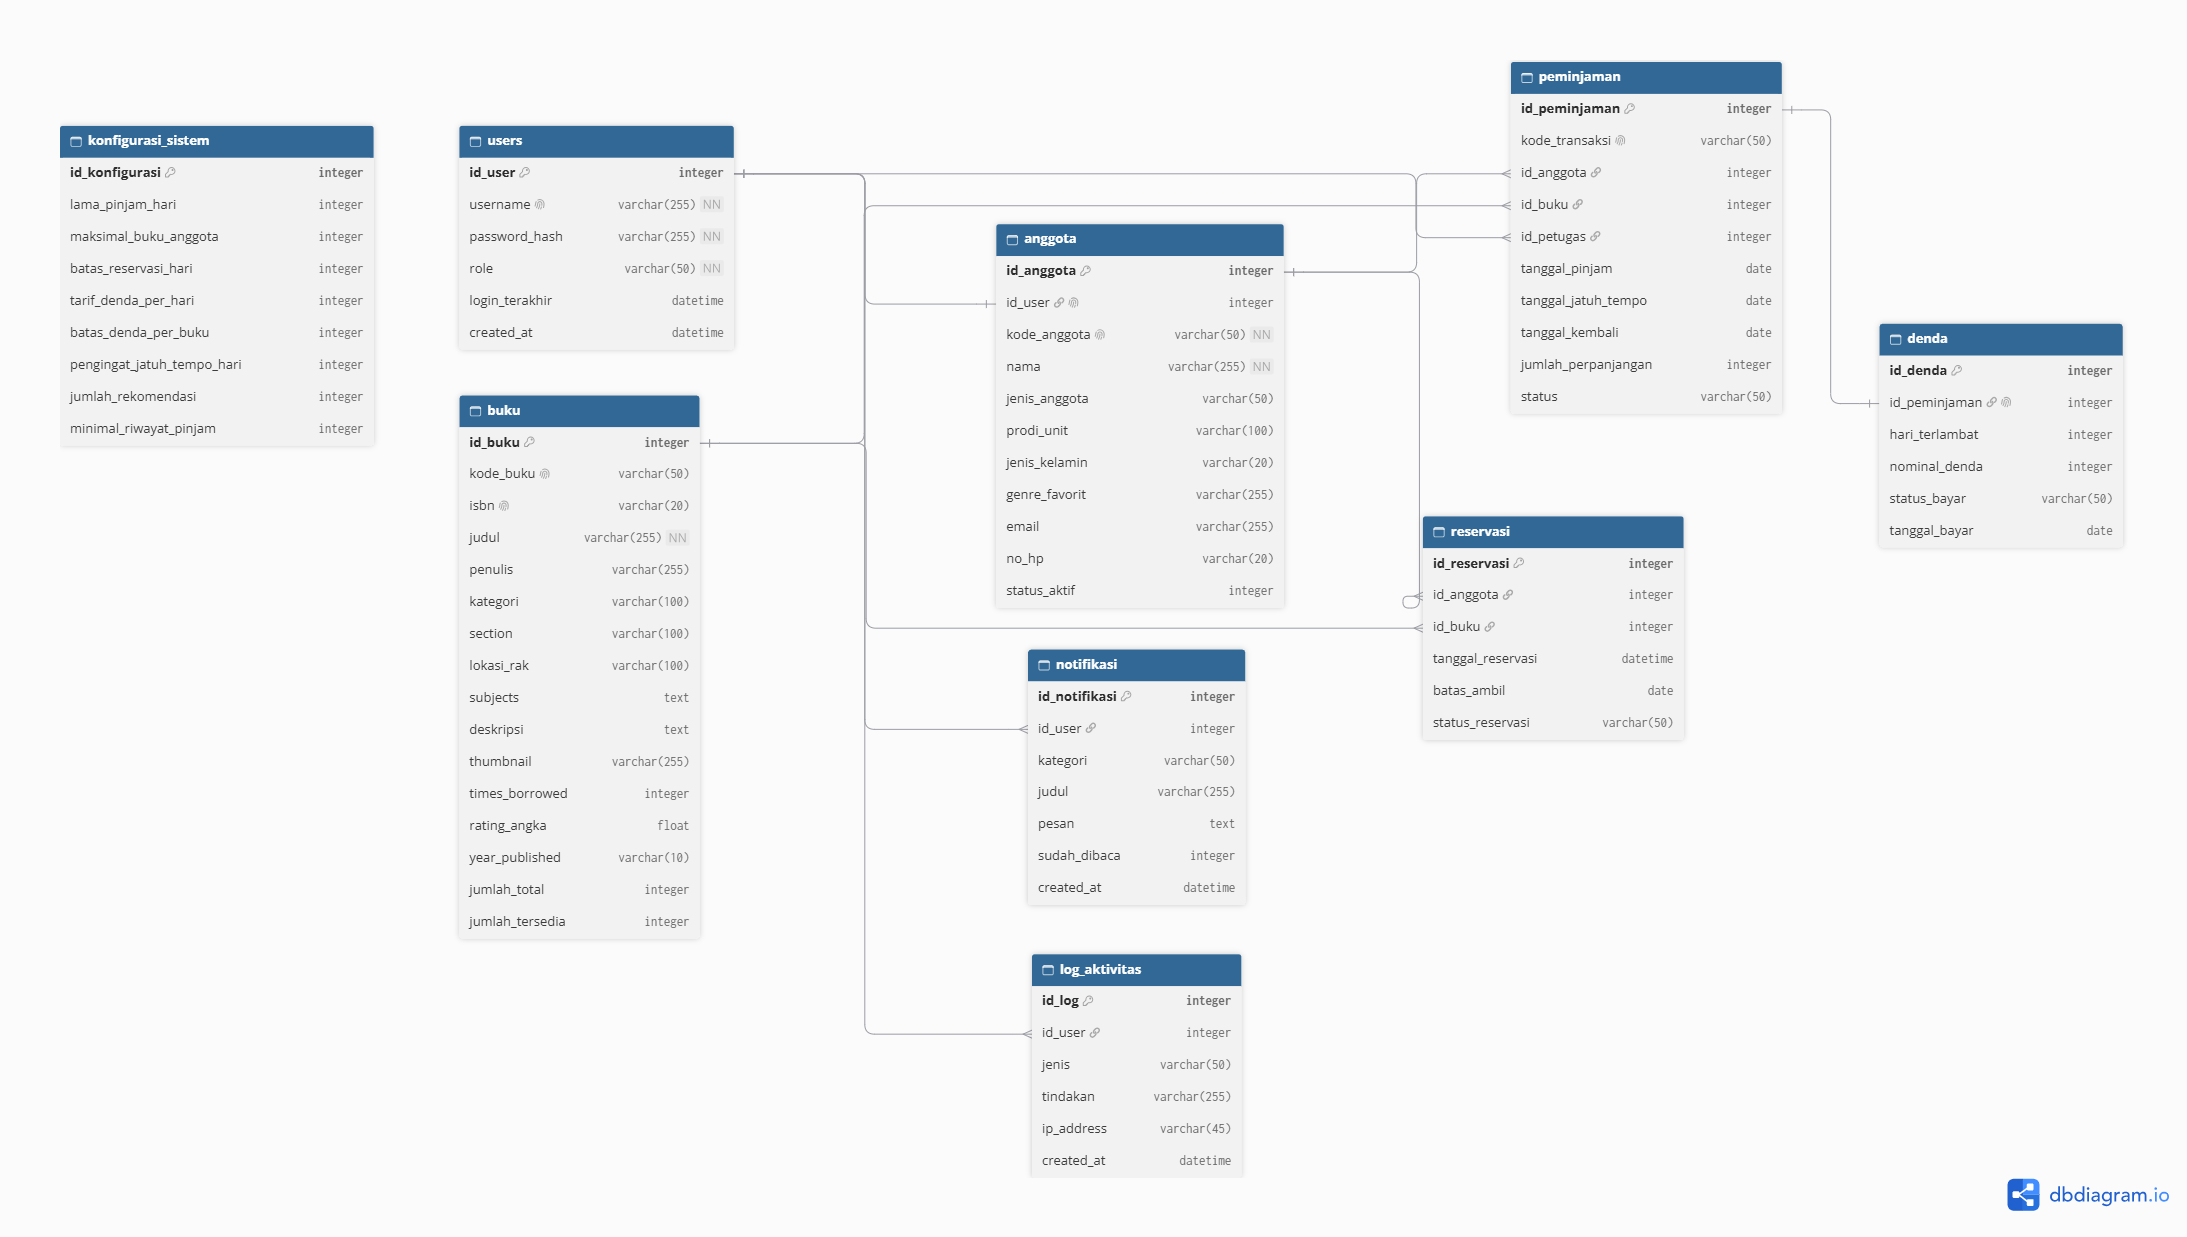 konfigurasi_sistem
id_konfigurasi integer
lama_pinjam_hari integer
maksimal_buku_anggota integer
batas_reservasi_hari integer
tarif_denda_per_hari integer
batas_denda_per_buku integer
pengingat_jatuh_tempo_hari integer
jumlah_rekomendasi integer
minimal_riwayat_pinjam integer
users
id_user integer
username varchar(255) NN
password_hash varchar(255) NN
role varchar(50) NN
login_terakhir datetime
created_at datetime
buku
id_buku integer
kode_buku varchar(50)
isbn varchar(20)
judul varchar(255) NN
penulis varchar(255)
kategori varchar(100)
section varchar(100)
lokasi_rak varchar(100)
subjects text
deskripsi text
thumbnail varchar(255)
times_borrowed integer
rating_angka float
year_published varchar(10)
jumlah_total integer
jumlah_tersedia integer
anggota
id_anggota integer
id_user integer
kode_anggota varchar(50) NN
nama varchar(255) NN
jenis_anggota varchar(50)
prodi_unit varchar(100)
jenis_kelamin varchar(20)
genre_favorit varchar(255)
email varchar(255)
no_hp varchar(20)
status_aktif integer
notifikasi
id_notifikasi integer
id_user integer
kategori varchar(50)
judul varchar(255)
pesan text
sudah_dibaca integer
created_at datetime
log_aktivitas
id_log integer
id_user integer
jenis varchar(50)
tindakan varchar(255)
ip_address varchar(45)
created_at datetime
peminjaman
id_peminjaman integer
kode_transaksi varchar(50)
id_anggota integer
id_buku integer
id_petugas integer
tanggal_pinjam date
tanggal_jatuh_tempo date
tanggal_kembali date
jumlah_perpanjangan integer
status varchar(50)
reservasi
id_reservasi integer
id_anggota integer
id_buku integer
tanggal_reservasi datetime
batas_ambil date
status_reservasi varchar(50)
denda
id_denda integer
id_peminjaman integer
hari_terlambat integer
nominal_denda integer
status_bayar varchar(50)
tanggal_bayar date
dbdiagram.io